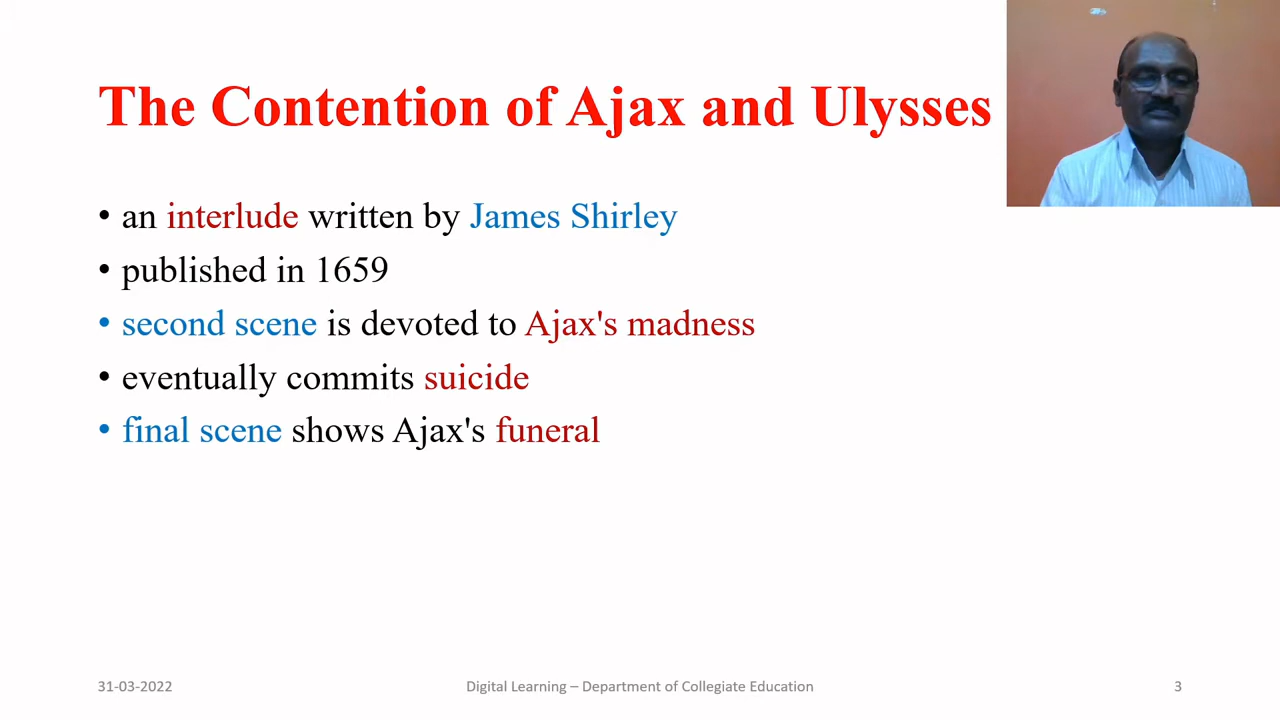 The Contention of Ajax and Ulysses
• an interlude written by James Shirley
• published in 1659
• second scene is devoted to Ajax's madness
• eventually commits suicide
• final scene shows Ajax's funeral
31-03-2022
Digital Learning – Department of Collegiate Education
3